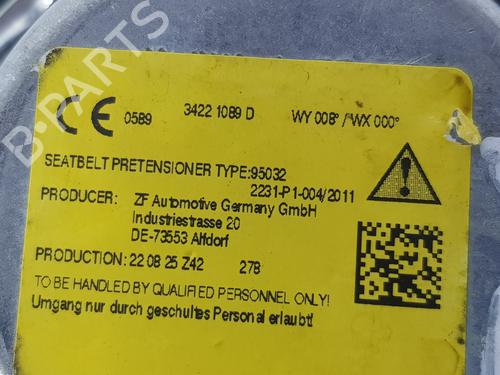 B-PARTS
CE 0589 34221089 D WY 008° / WX 000°
SEATBELT PRETENSIONER TYPE:95032
2231-P1-004/2011
PRODUCER: ZF Automotive Germany GmbH
Industriestrasse 20
DE-73553 Alfdorf
PRODUCTION: 22 08 25 Z42 278
TO BE HANDLED BY QUALIFIED PERSONNEL ONLY!
Umgang nur durch geschultes Personal erlaubt!